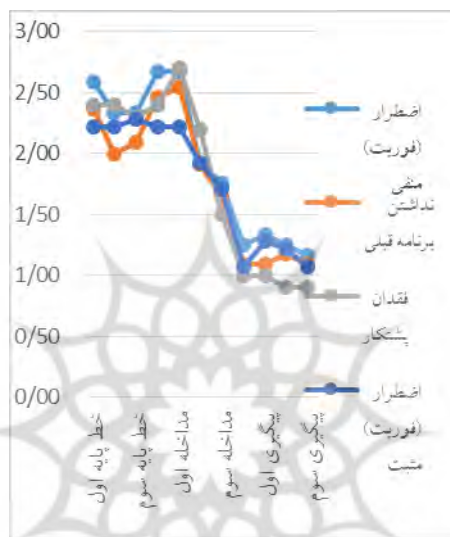 3/00
2/50
2/00
1/50
1/00
0/50
0/00
خط پایه اول
خط پایه سوم
مداخله اول
مداخله سوم
پیگیری اول
پیگیری سوم
اضطرار
(فوریت)
منفی
نداشتن
برنامه قبلی
فقدان
پشتکار
اضطرار
(فوریت)
مثبت